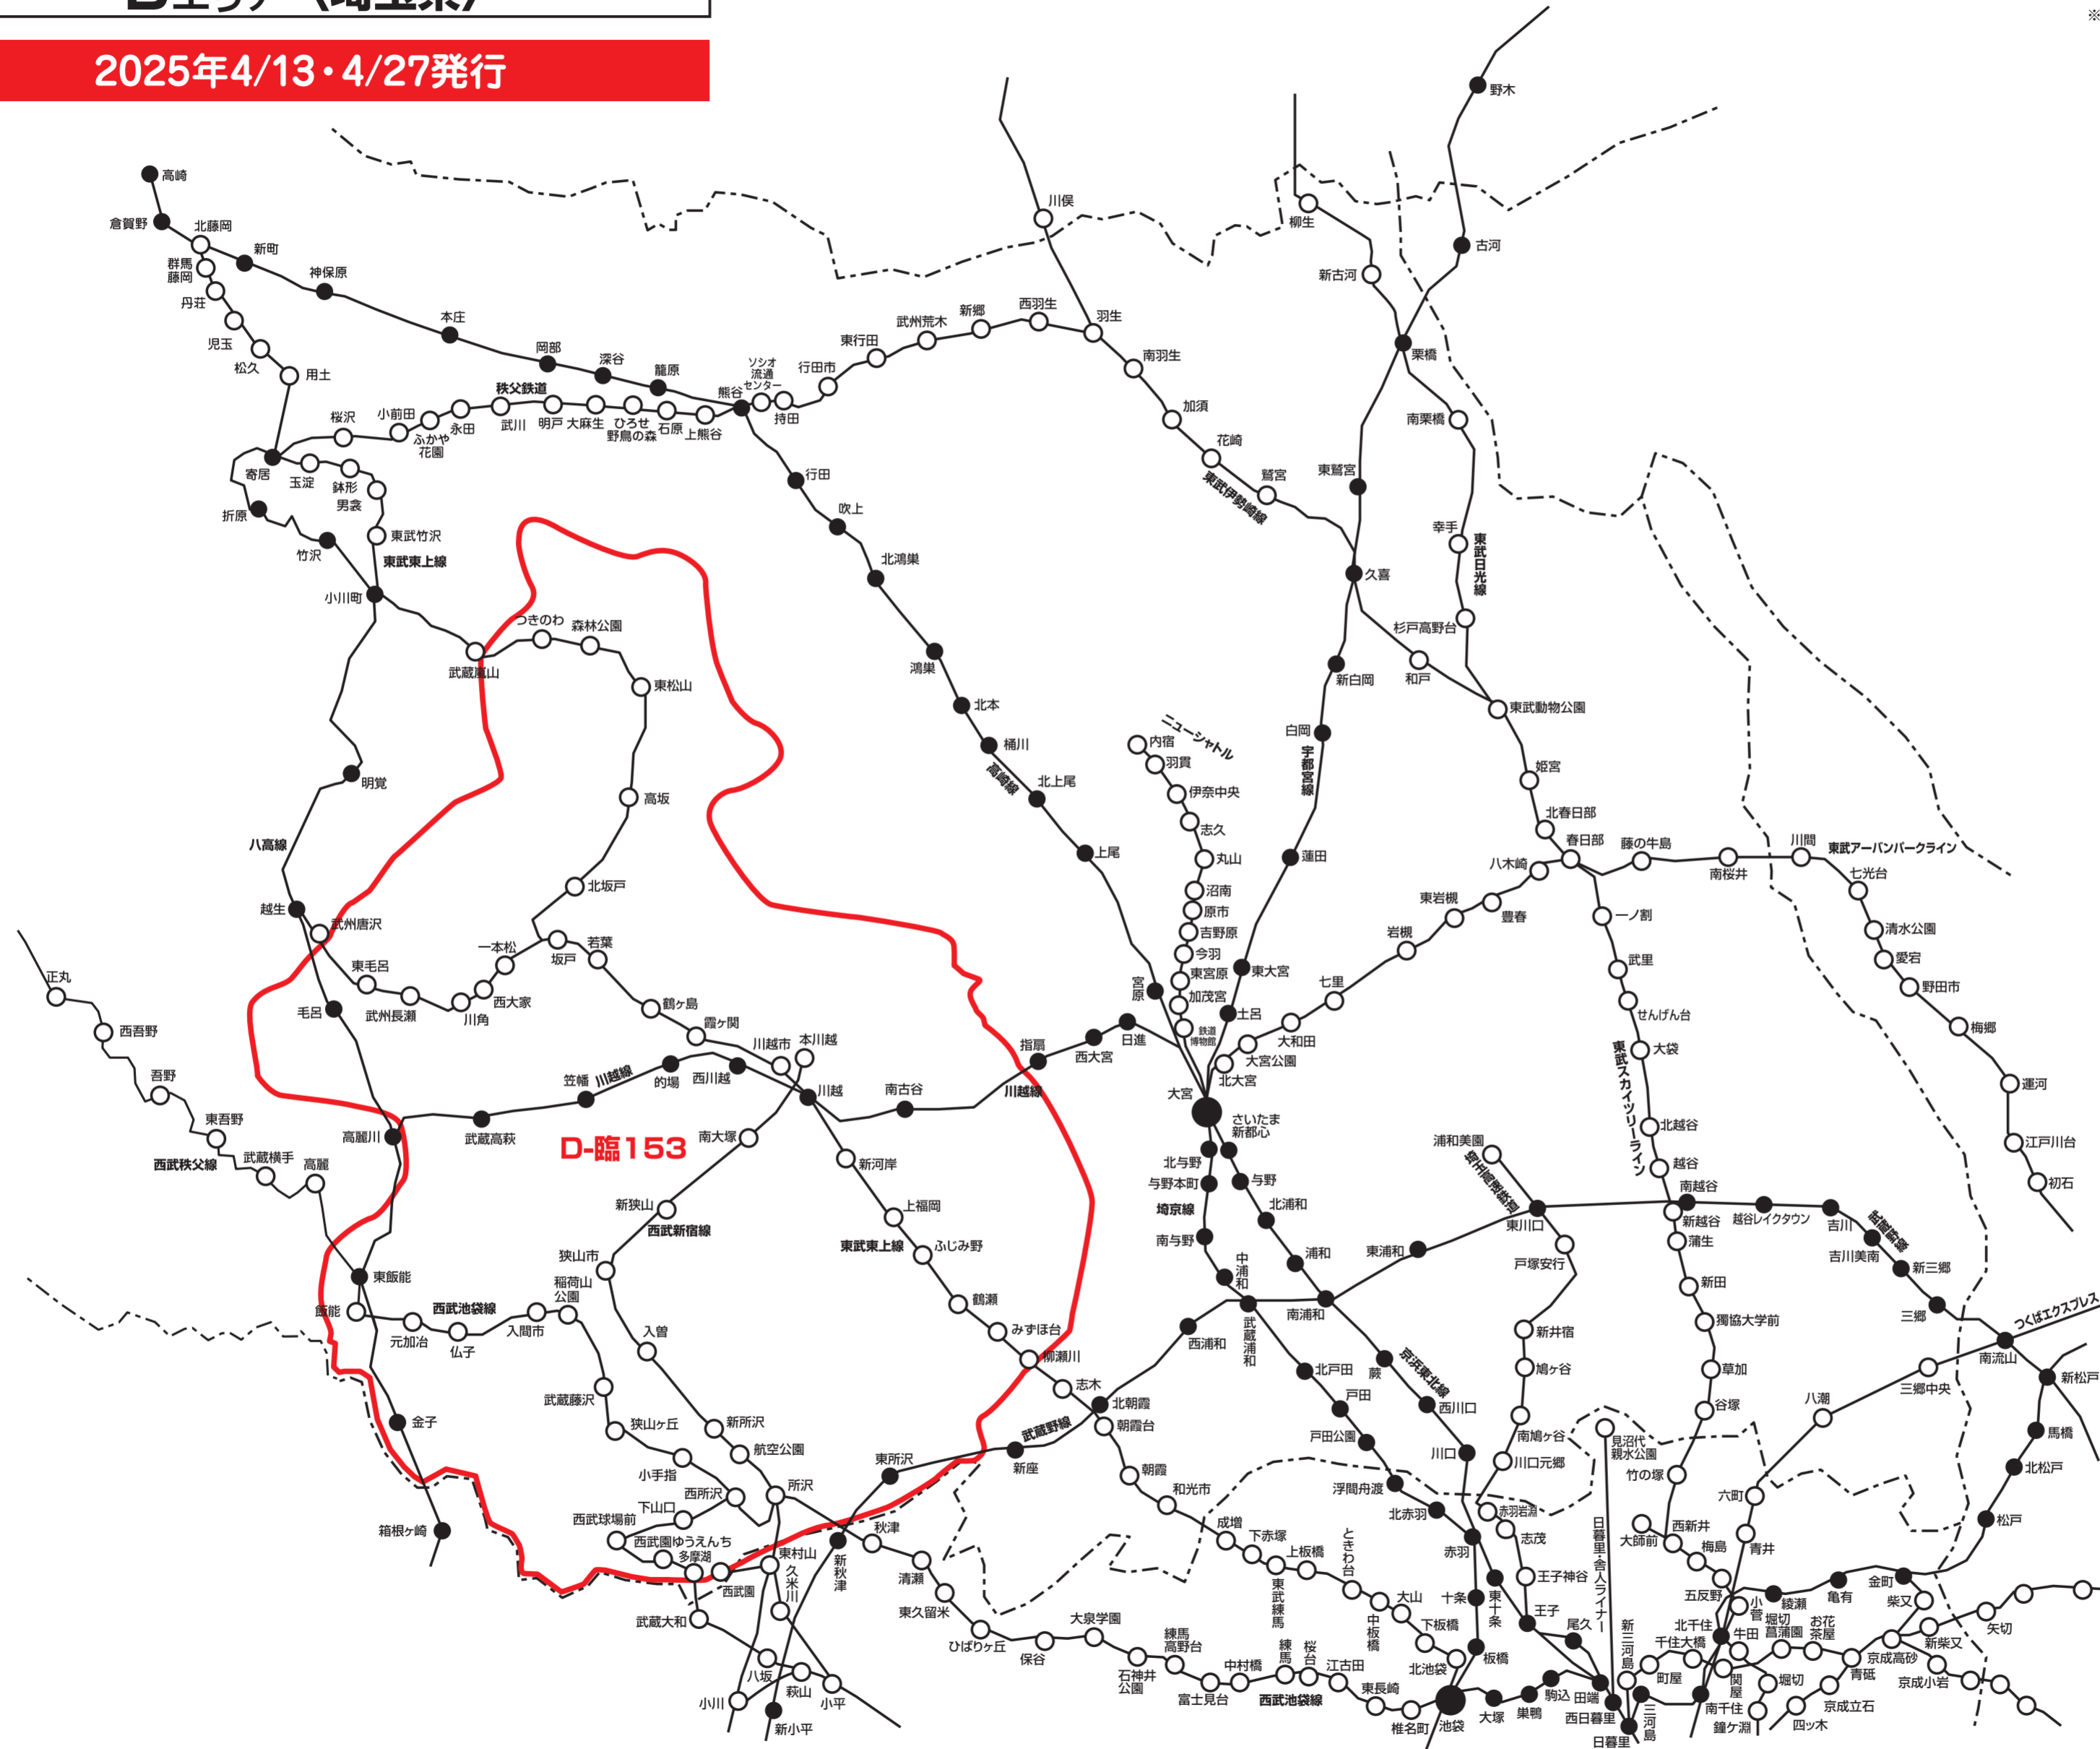 Dエリア〈埼玉県〉
※
2025年4/13・4/27発行
高崎
倉賀野
北藤岡
群馬
藤岡
新町
丹荘
神保原
児玉
松久
用土
本庄
岡部
深谷
籠原
熊谷
ソシオ
流通
センター
持田
行田市
東行田
武州荒木
新郷
西羽生
羽生
川俣
南羽生
加須
花崎
鷲宮
東武伊勢崎線
柳生
新古河
野木
古河
栗橋
南栗橋
東鷲宮
幸手
東武日光線
久喜
杉戸高野台
和戸
東武動物公園
新白岡
白岡
宇都宮線
姫宮
北春日部
春日部
藤の牛島
南桜井
川間
東武アーバンパークライン
七光台
清水公園
愛宕
野田市
梅郷
運河
江戸川台
初石
八木崎
豊春
東岩槻
岩槻
七里
大和田
大宮公園
北大宮
一ノ割
武里
せんげん台
大袋
東武スカイツリーライン
北越谷
越谷
南越谷
新越谷
蒲生
新田
獨協大学前
草加
谷塚
竹の塚
西新井
大師前
梅島
五反野
小菅
北千住
牛田
堀切
菖蒲園
お花
茶屋
千住大橋
関屋
堀切
青砥
京成高砂
京成立石
四ッ木
鐘ケ淵
南千住
町屋
新三河島
三河島
日暮里
西日暮里
田端
駒込
巣鴨
大塚
池袋
秩父鉄道
桜沢
小前田
ふかや
花園
永田
武川
明戸
大麻生
ひろせ
野鳥の森
石原
上熊谷
寄居
玉淀
鉢形
男衾
折原
竹沢
東武竹沢
東武東上線
小川町
武蔵嵐山
つきのわ
森林公園
東松山
高坂
北坂戸
坂戸
若葉
鶴ヶ島
霞ヶ関
川越市
本川越
川越
明覚
八高線
越生
武州唐沢
東毛呂
武州長瀬
川角
西大家
一本松
毛呂
高麗川
武蔵高萩
笠幡
川越線
的場
西川越
南古谷
川越線
指扇
西大宮
日進
D-臨153
行田
吹上
北鴻巣
鴻巣
北本
桶川
高崎線
北上尾
上尾
宮原
大宮
ニューシャトル
内宿
羽貫
伊奈中央
志久
丸山
沼南
原市
吉野原
今羽
東宮原
加茂宮
鉄道
博物館
蓮田
東大宮
土呂
さいたま
新都心
北与野
与野本町
埼京線
南与野
中浦和
与野
北浦和
浦和
南浦和
武蔵浦和
西浦和
東浦和
浦和美園
埼玉高速鉄道
東川口
戸塚安行
新井宿
鳩ヶ谷
南鳩ヶ谷
川口元郷
赤羽岩淵
志茂
王子神谷
王子
尾久
越谷レイクタウン
吉川
武蔵野線
吉川美南
新三郷
三郷
つくばエクスプレス
南流山
新松戸
馬橋
北松戸
松戸
三郷中央
八潮
六町
青井
綾瀬
亀有
金町
柴又
新柴又
矢切
京成小岩
見沼代
親水公園
日暮里・舎人ライナー
京浜東北線
蕨
西川口
川口
赤羽
東十条
十条
板橋
北戸田
戸田
戸田公園
浮間舟渡
北赤羽
正丸
西吾野
吾野
東吾野
西武秩父線
武蔵横手
高麗
東飯能
飯能
元加治
西武池袋線
仏子
入間市
稲荷山
公園
武蔵藤沢
狭山ヶ丘
小手指
西所沢
下山口
西武球場前
西武園ゆうえんち
多摩湖
西武園
武蔵大和
八坂
萩山
小川
新小平
小平
久米川
東村山
金子
箱根ヶ崎
南大塚
新狭山
西武新宿線
狭山市
入曽
新所沢
航空公園
所沢
東所沢
新秋津
秋津
清瀬
東久留米
ひばりヶ丘
保谷
大泉学園
石神井
公園
練馬
高野台
富士見台
中村橋
練馬
西武池袋線
桜台
江古田
東長崎
椎名町
新河岸
上福岡
東武東上線
ふじみ野
鶴瀬
みずほ台
柳瀬川
志木
武蔵野線
北朝霞
新座
朝霞台
朝霞
和光市
成増
下赤塚
東武練馬
上板橋
ときわ台
中板橋
大山
下板橋
北池袋